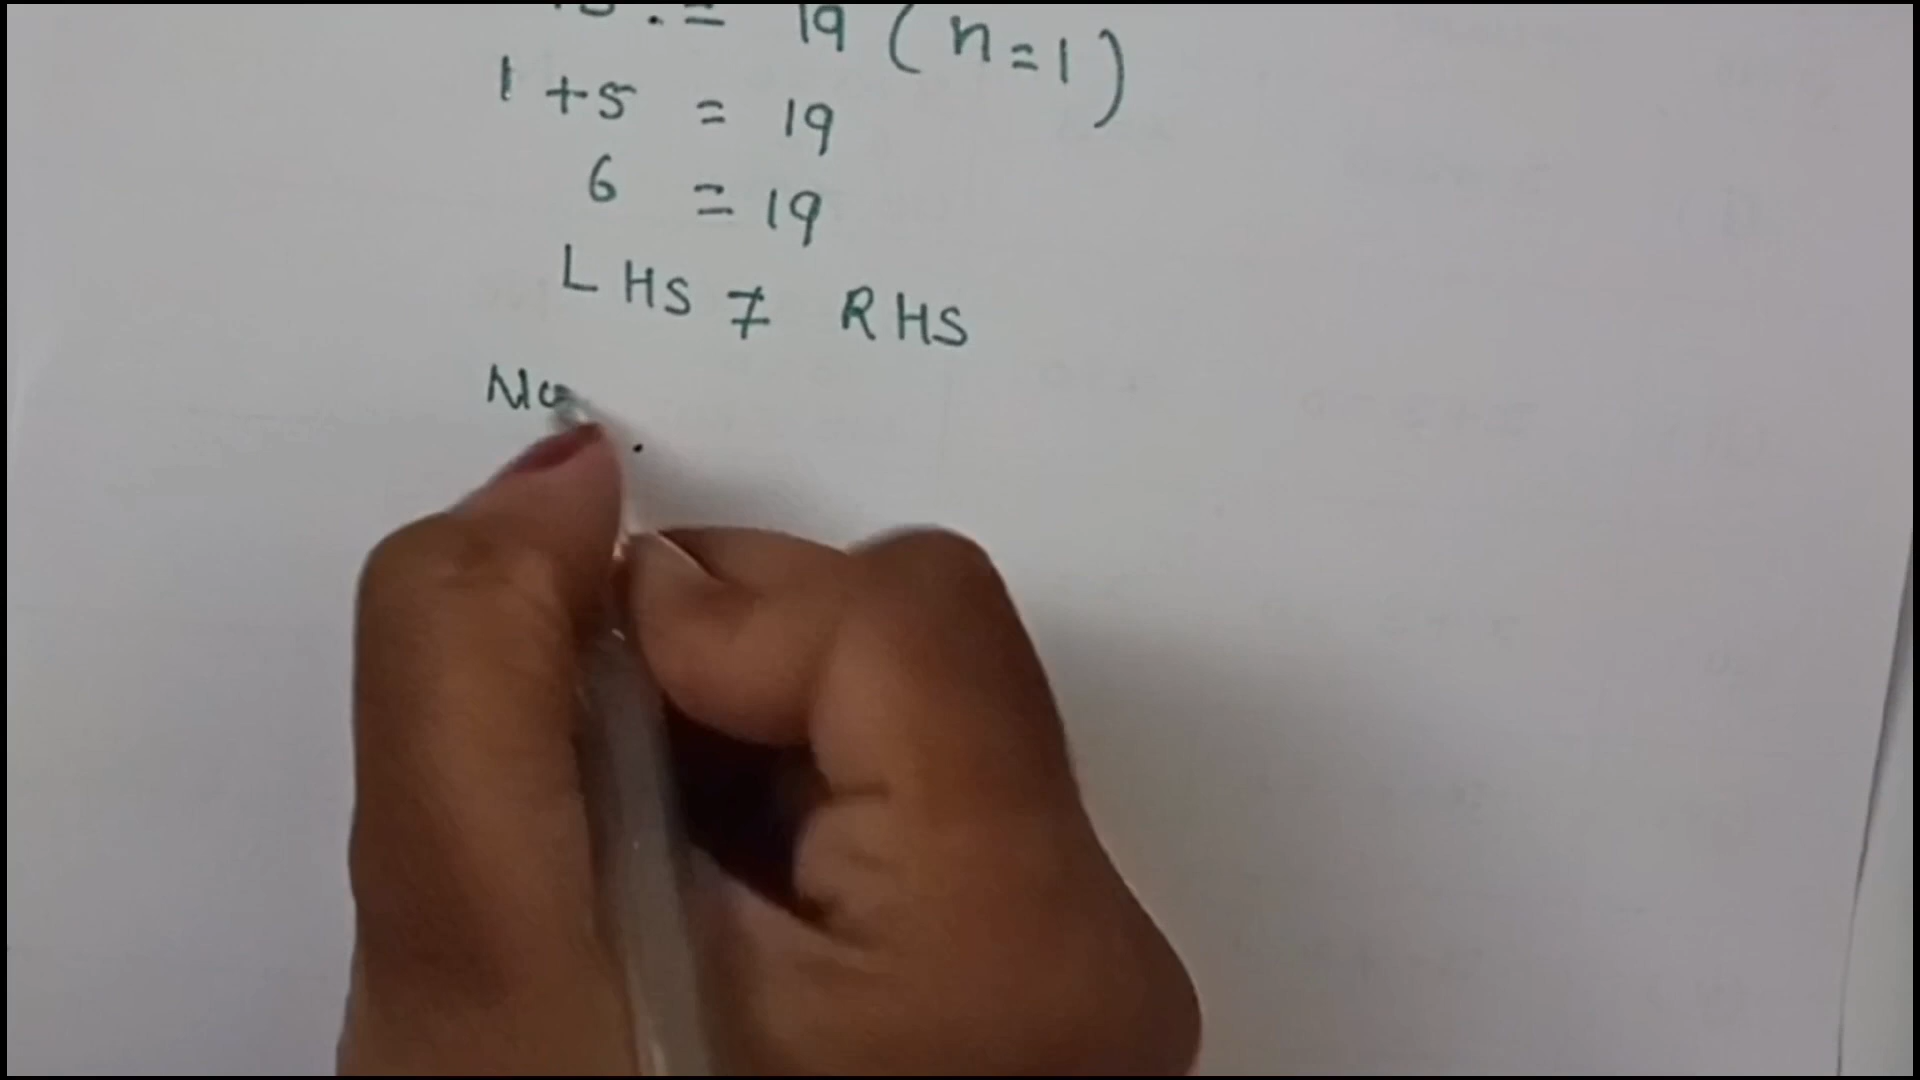 = 19 (n=1)
1 +5 = 19
6 = 19
LHS ≠ RHS